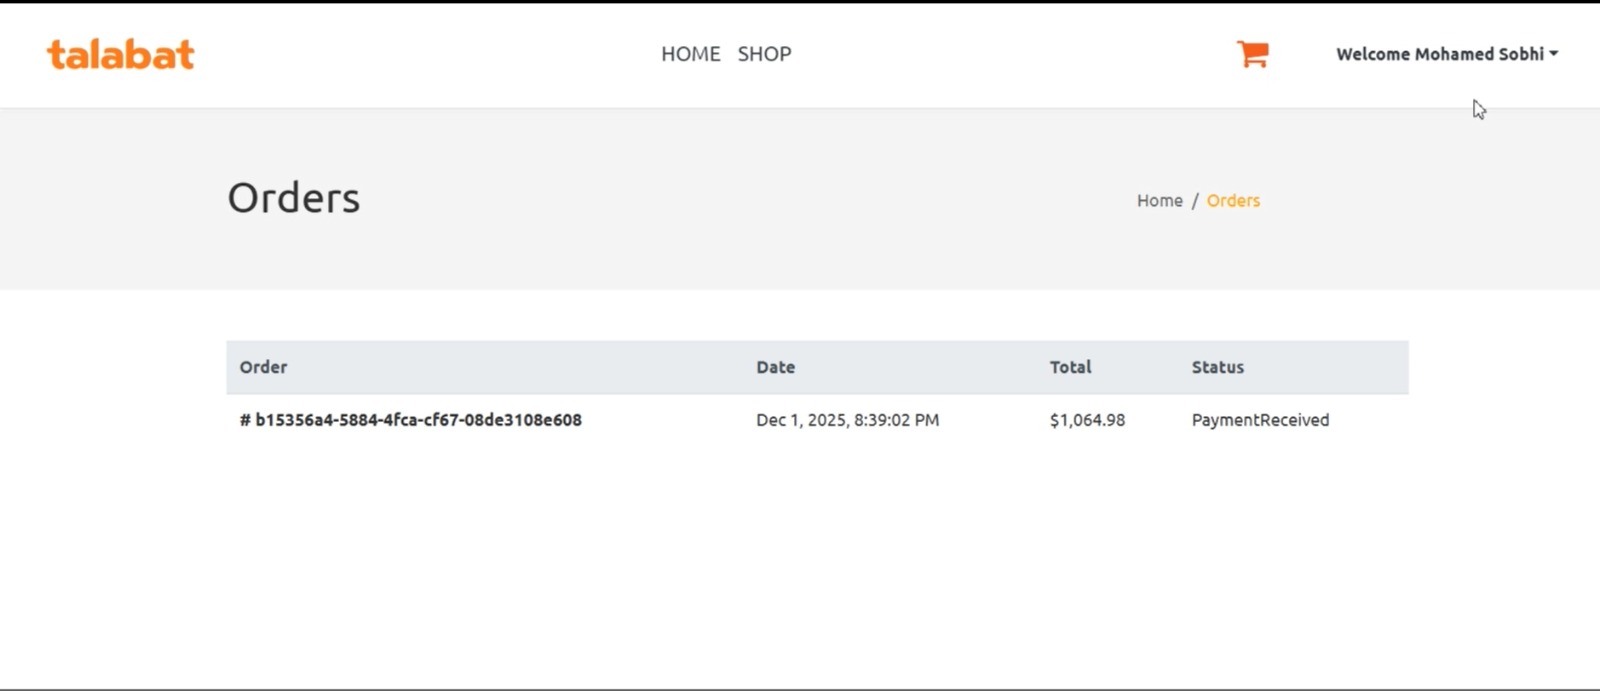 talabat
HOME SHOP
Welcome Mohamed Sobhi
Orders
Home / Orders
Order Date Total Status
# b15356a4-5884-4fca-cf67-08de3108e608 Dec 1, 2025, 8:39:02 PM $1,064.98 PaymentReceived